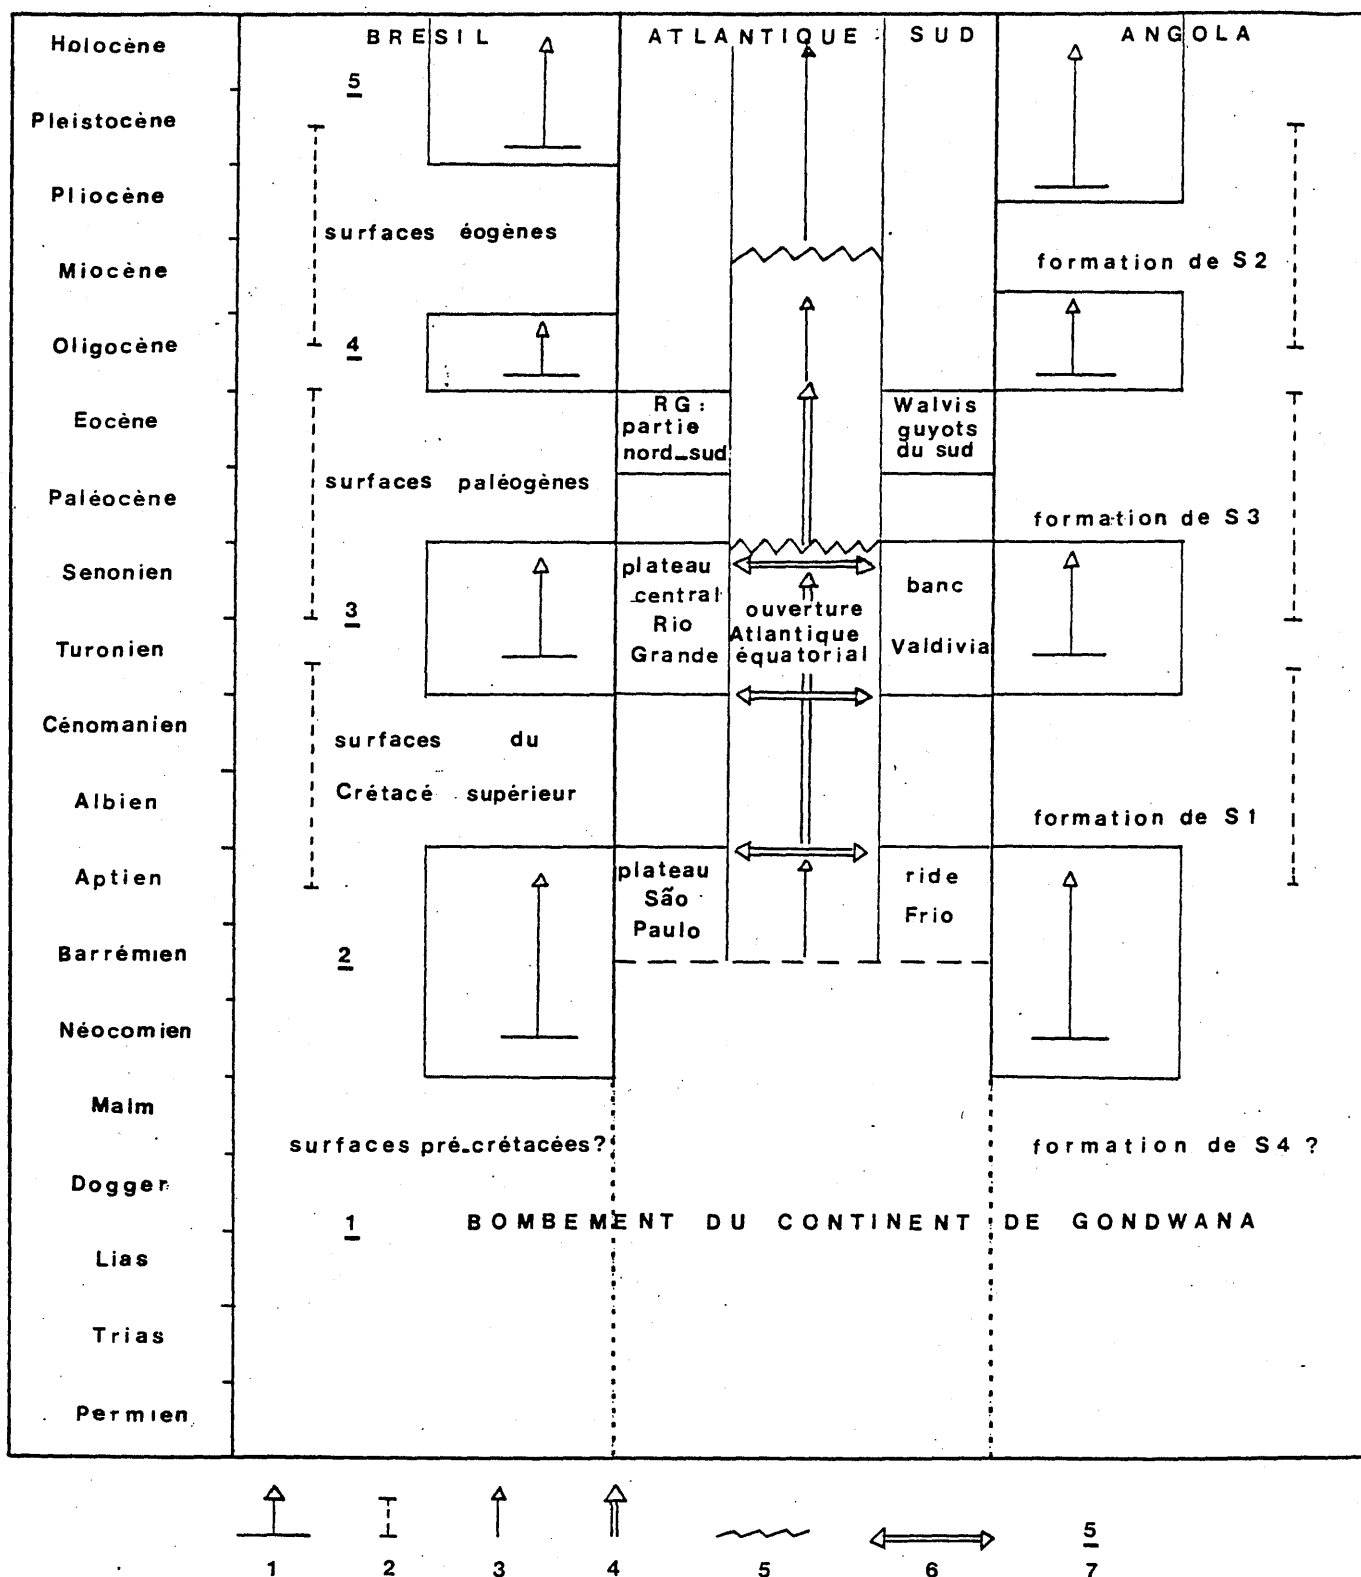 BRESIL ATLANTIQUE SUD ANGOLA
Holocène
5
Pleistocène
Pliocène
surfaces éogènes
Miocène
formation de S2
Oligocène
4
Eocène
RG :
partie
nord_sud
Walvis
guyots
du sud
surfaces paléogènes
Paléocène
formation de S3
Senonien
plateau
central
Rio
Grande
ouverture
Atlantique
équatorial
banc
Valdivia
3
Turonien
Cénomanien
surfaces du
Crétacé supérieur
Albien
formation de S1
Aptien
plateau
São
Paulo
ride
Frio
Barrémien
2
Néocomien
Malm
surfaces pré_crétacées?
formation de S4 ?
Dogger
1
BOMBEMENT DU CONTINENT DE GONDWANA
Lias
Trias
Permien
5
1 2 3 4 5 6 7